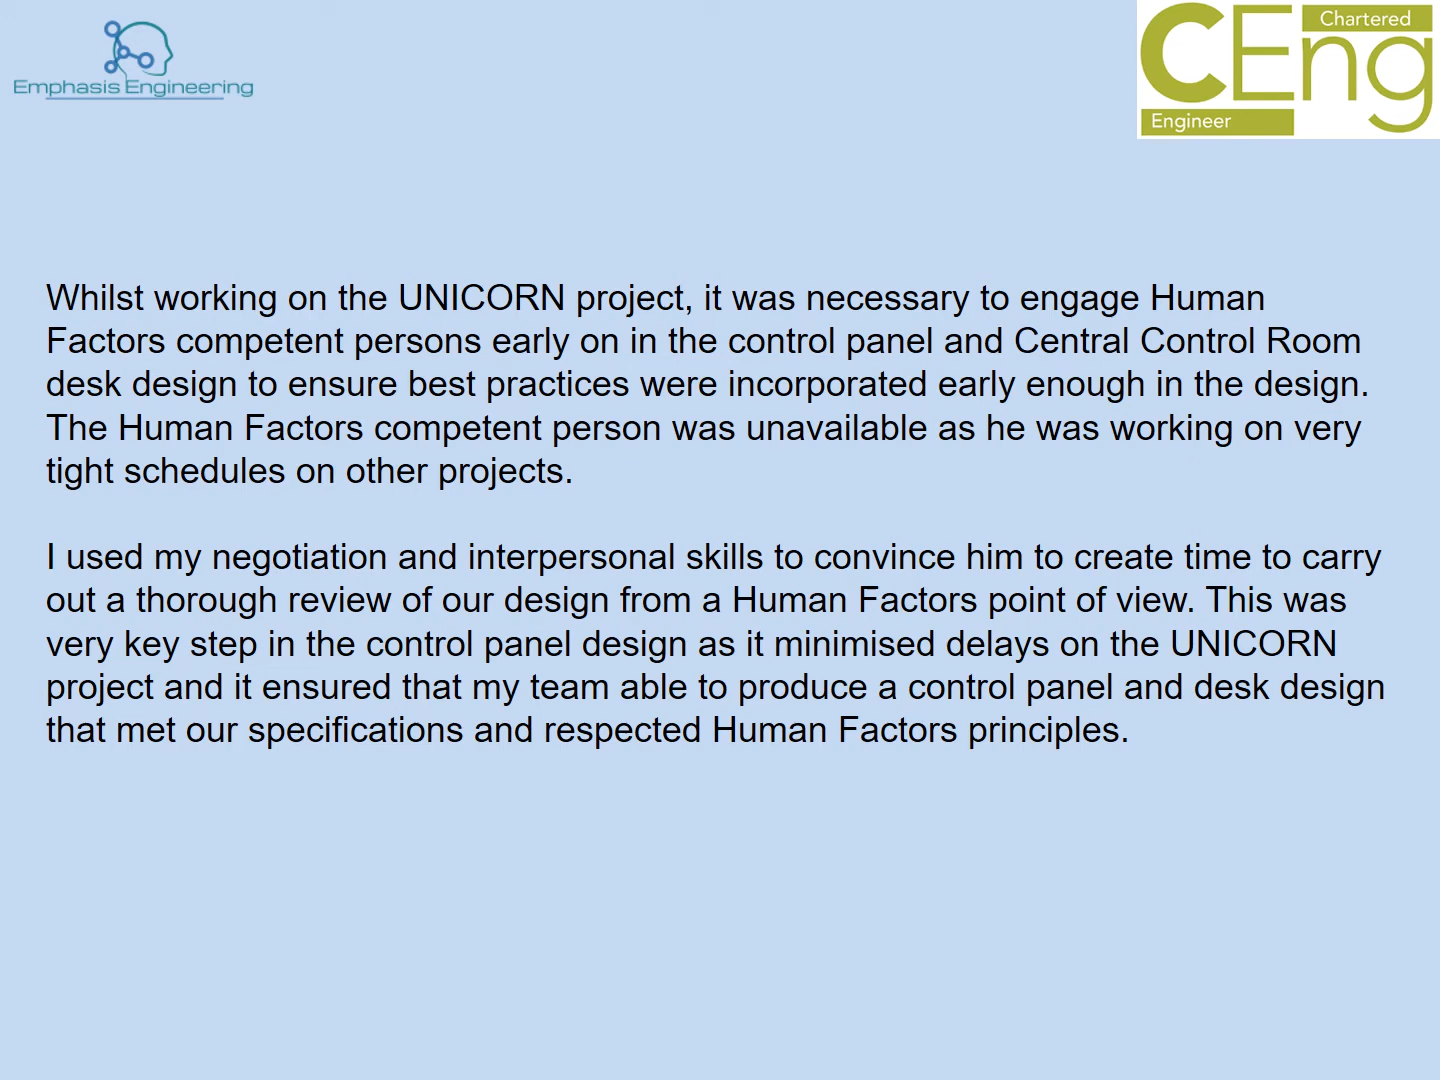 Emphasis Engineering
CEng
Chartered
Engineer
Whilst working on the UNICORN project, it was necessary to engage Human
Factors competent persons early on in the control panel and Central Control Room
desk design to ensure best practices were incorporated early enough in the design.
The Human Factors competent person was unavailable as he was working on very
tight schedules on other projects.
I used my negotiation and interpersonal skills to convince him to create time to carry
out a thorough review of our design from a Human Factors point of view. This was
very key step in the control panel design as it minimised delays on the UNICORN
project and it ensured that my team able to produce a control panel and desk design
that met our specifications and respected Human Factors principles.